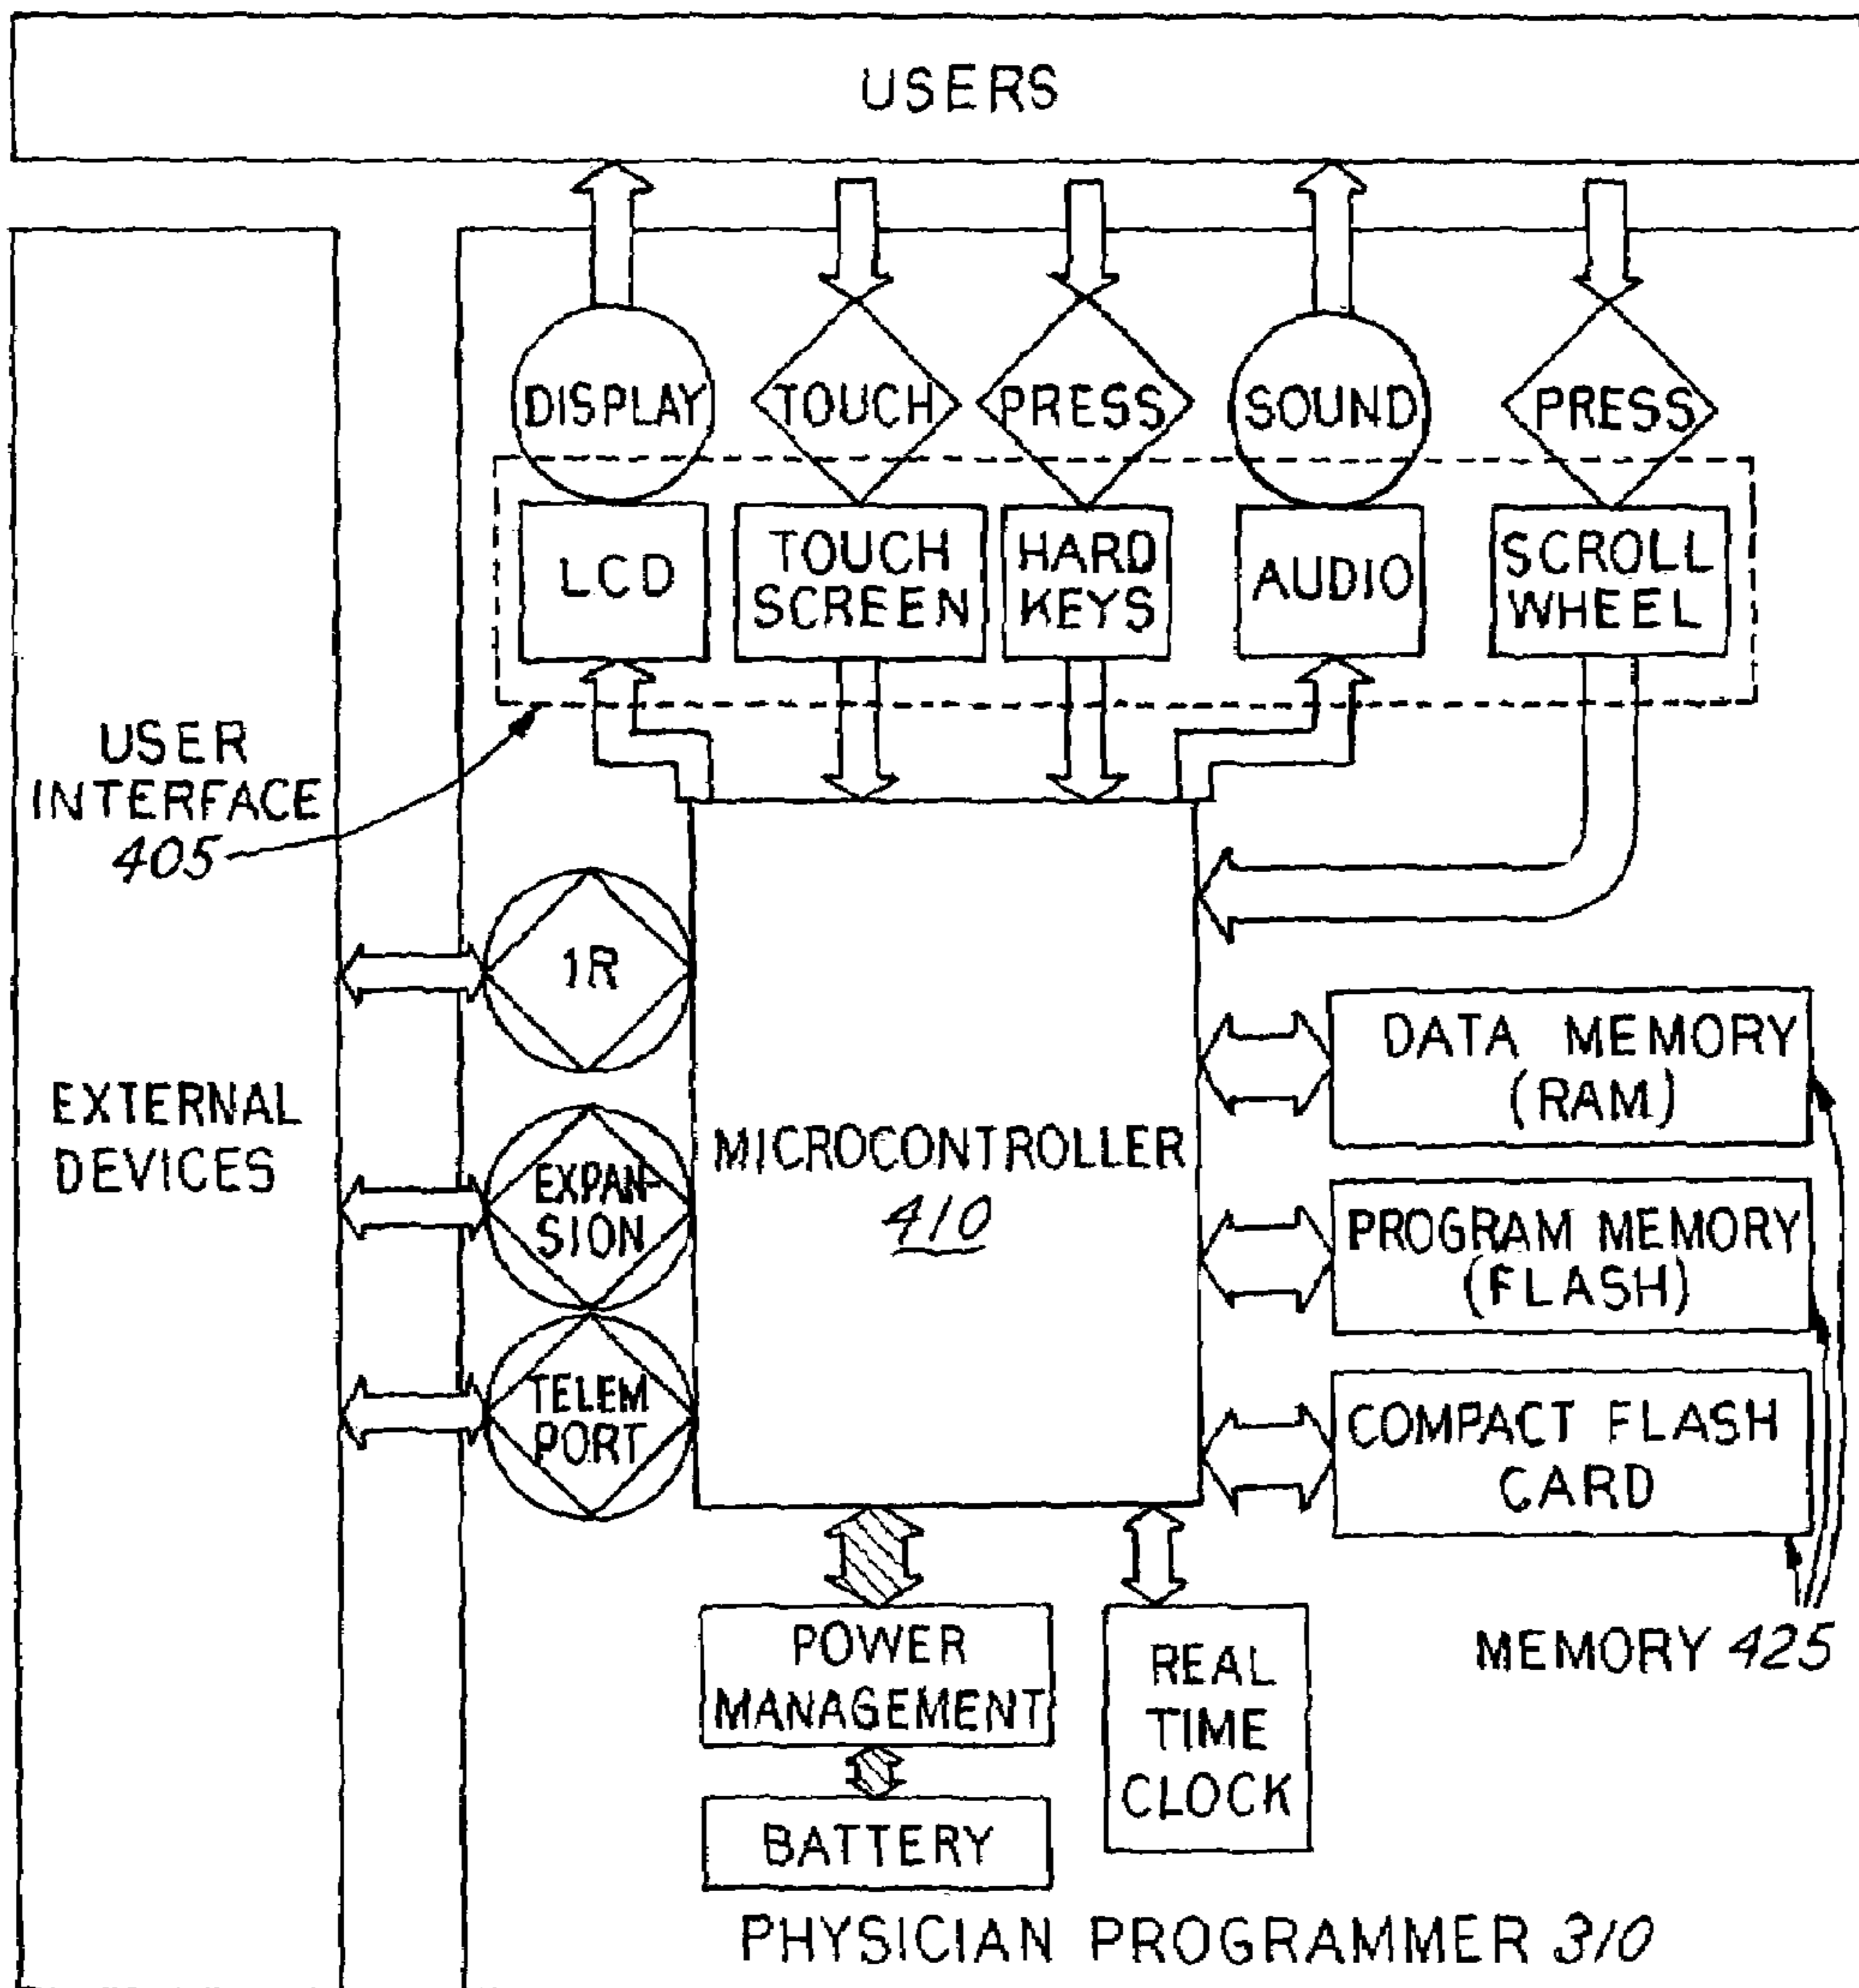 USERS
DISPLAY
TOUCH
PRESS
SOUND
PRESS
LCD
TOUCH
SCREEN
HARD
KEYS
AUDIO
SCROLL
WHEEL
USER
INTERFACE
405
1R
EXTERNAL
DEVICES
EXPAN-
SION
TELEM
PORT
MICROCONTROLLER
410
DATA MEMORY
(RAM)
PROGRAM MEMORY
(FLASH)
COMPACT FLASH
CARD
MEMORY 425
POWER
MANAGEMENT
REAL
TIME
CLOCK
BATTERY
PHYSICIAN PROGRAMMER 310